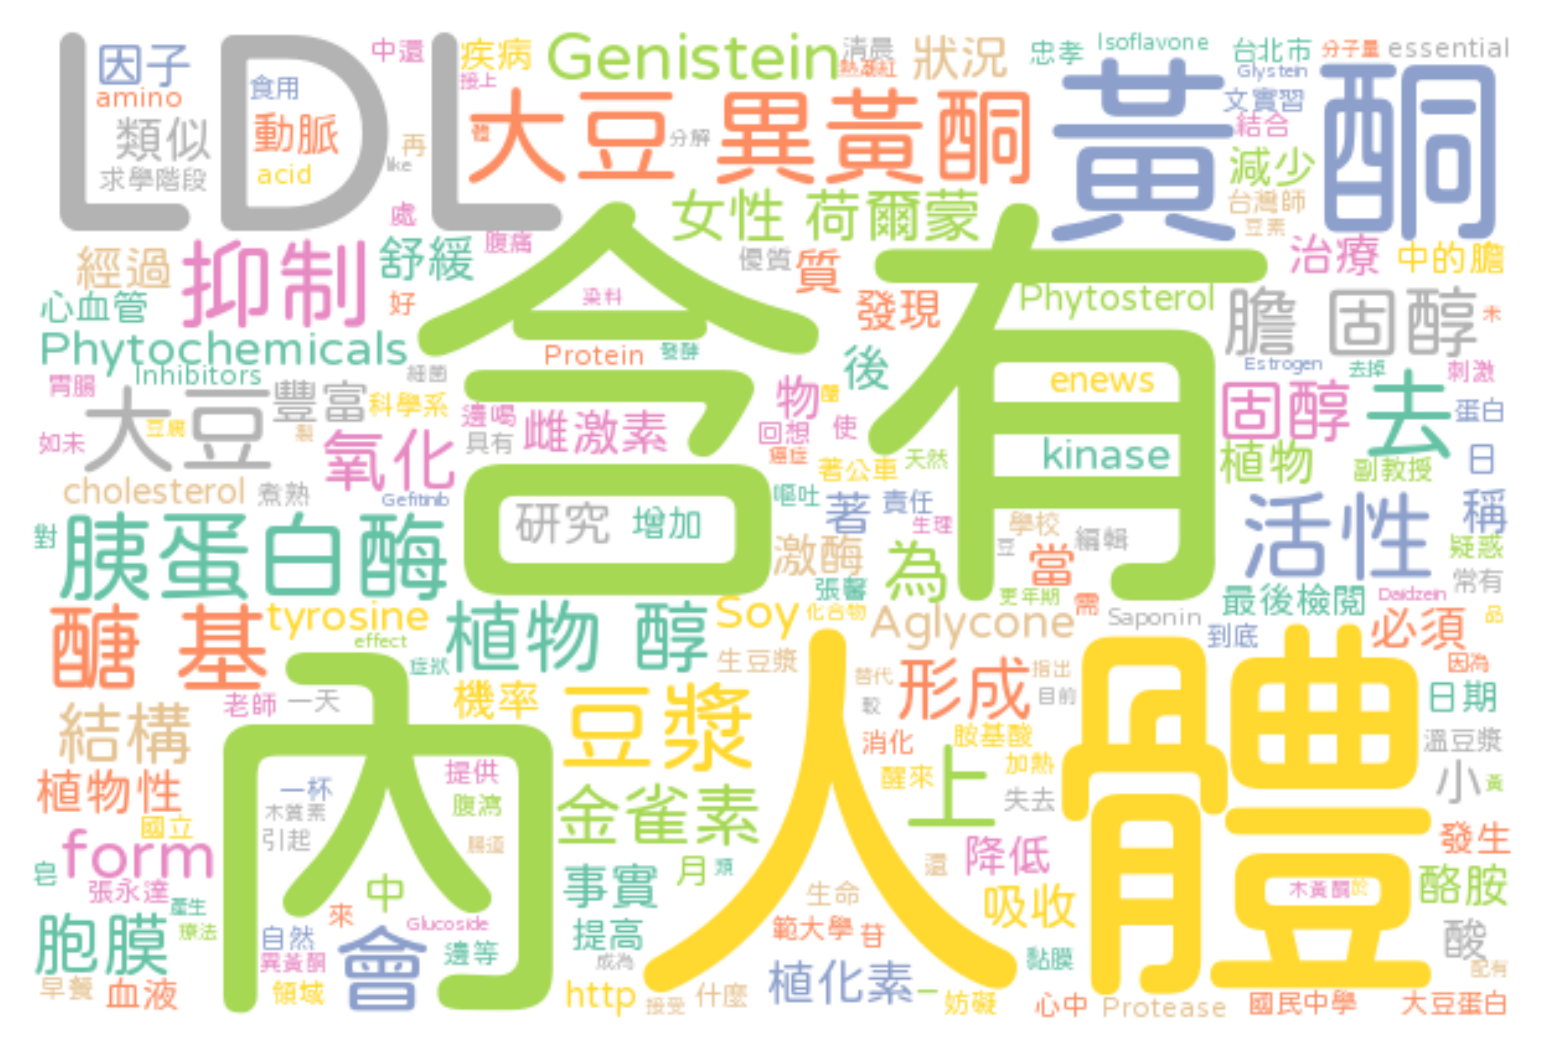 LDL
因子
amino
類似
求學階段
食用
動脈
acid
中還
疾病
接上
再
like
處
Genistein
清晨
熱潮紅
狀況
忠孝
Isoflavone
台北市
分子量
essential
Glystein
文實習
結合
體
大豆 異黃酮
分解
黃酮
減少
台灣師
豆素
女性 荷爾蒙
經過
抑制
舒緩
腹痛
含有
優質
質
治療
中的膽
心血管
好
染料
發現
Phytosterol
膽 固醇
未
Phytochemicals
Inhibitors
Protein
發酵
後
Estrogen
去掉
刺激
胃腸
細菌
enews
大豆
豆腐
豐富
科學系
製
邊喝
具有
雌激素
物
菌
回想
使
癌症
固醇
去
蛋白
如未
氧化
kinase
植物
副教授
日
著公車
天然
cholesterol
煮熟
Gefitinib
嘔吐
著
責任
生理
活性
稱
對
胰蛋白酶
研究
增加
激酶
學校
豆
編輯
疑惑
為
當
常有
張馨
更年期
需
最後檢閱
Daidzein
品
醣 基
tyrosine
effect
植物 醇
Soy
化合物
Aglycone
Saponin
到底
必須
症狀
生豆漿
因為
老師
一天
內
機率
豆漿
人體
替代
較
形成
指出
目前
日期
結構
消化
胺基酸
溫豆漿
植物性
一杯
木質素
引起
提供
腹瀉
金雀素
醒來
上
加熱
失去
小
黃
國立
腸道
form
皂
張永達
產生
療法
事實
月
類
還
降低
發生
中
來
Glucoside
生命
吸收
木黃酮
於
酪胺
胞膜
自然
異黃酮
會
邊等
提高
成為
範大學
苷
黏膜
酸
配有
早餐
血液
領域
http
接受
什麼
植化素
一
妨礙
心中
Protease
國民中學
大豆蛋白